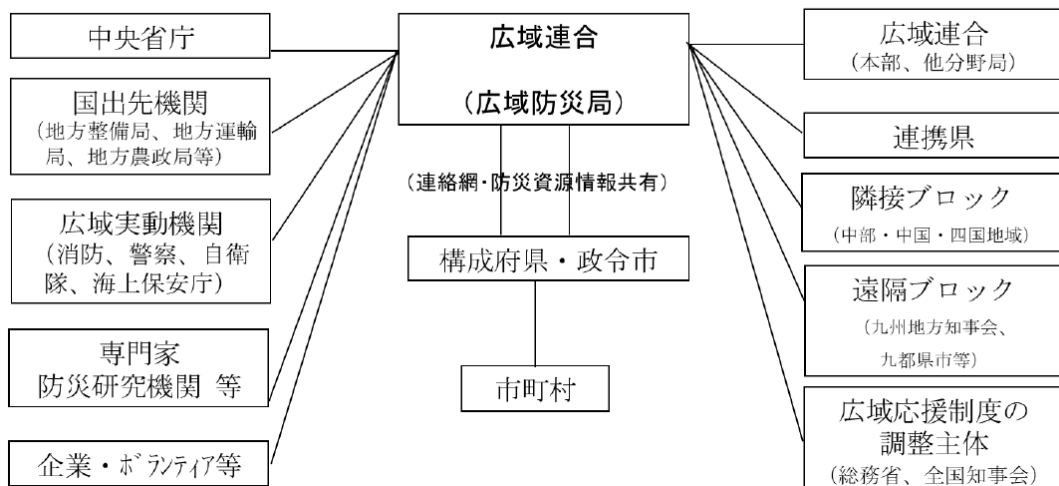 中央省庁
国出先機関
（地方整備局、地方運輸
局、地方農政局等）
広域実動機関
（消防、警察、自衛
隊、海上保安庁）
専門家
防災研究機関 等
企業・ボランティア等
広域連合
（広域防災局）
（連絡網・防災資源情報共有）
構成府県・政令市
市町村
広域連合
（本部、他分野局）
連携県
隣接ブロック
（中部・中国・四国地域）
遠隔ブロック
（九州地方知事会、
九都県市等）
広域応援制度の
調整主体
（総務省、全国知事会）